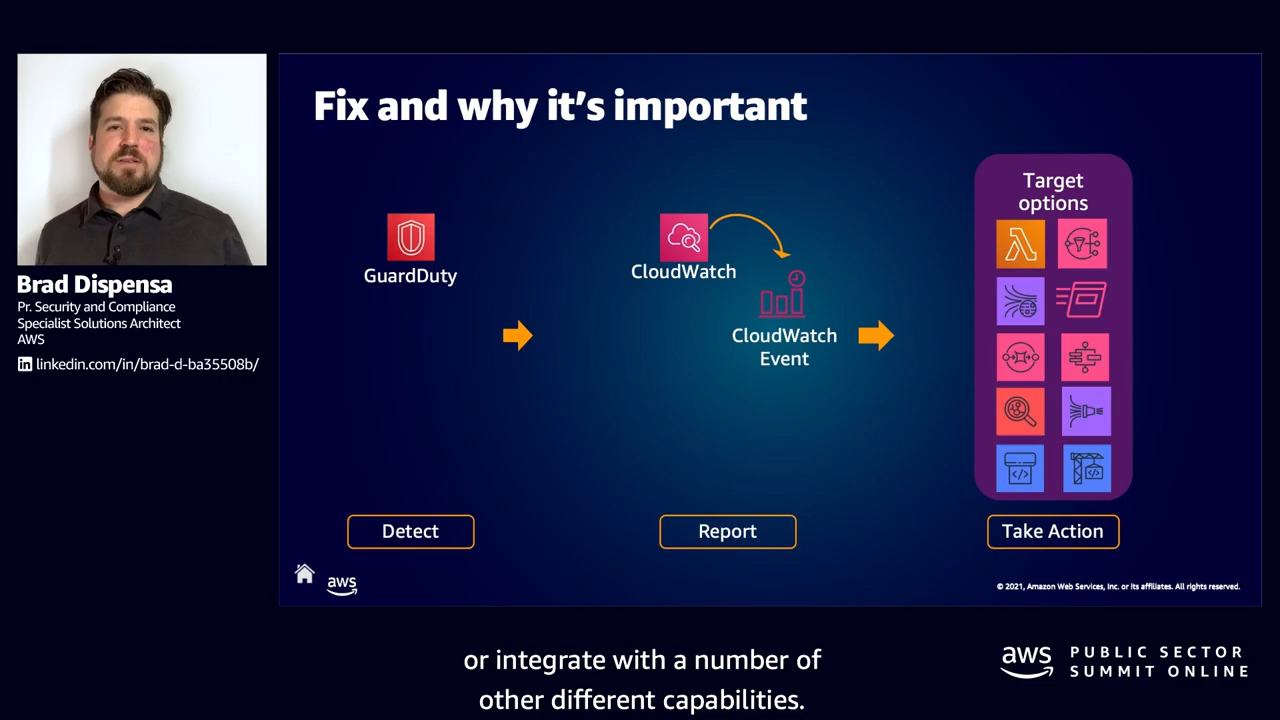 Fix and why it's important
Target
options
GuardDuty
CloudWatch
CloudWatch
Event
Detect
Report
Take Action
aws
© 2021, Amazon Web Services, Inc. or its affiliates. All rights reserved.
Brad Dispensa
Pr. Security and Compliance
Specialist Solutions Architect
AWS
in linkedin.com/in/brad-d-ba35508b/
or integrate with a number of
other different capabilities.
aws
PUBLIC SECTOR
SUMMIT ONLINE